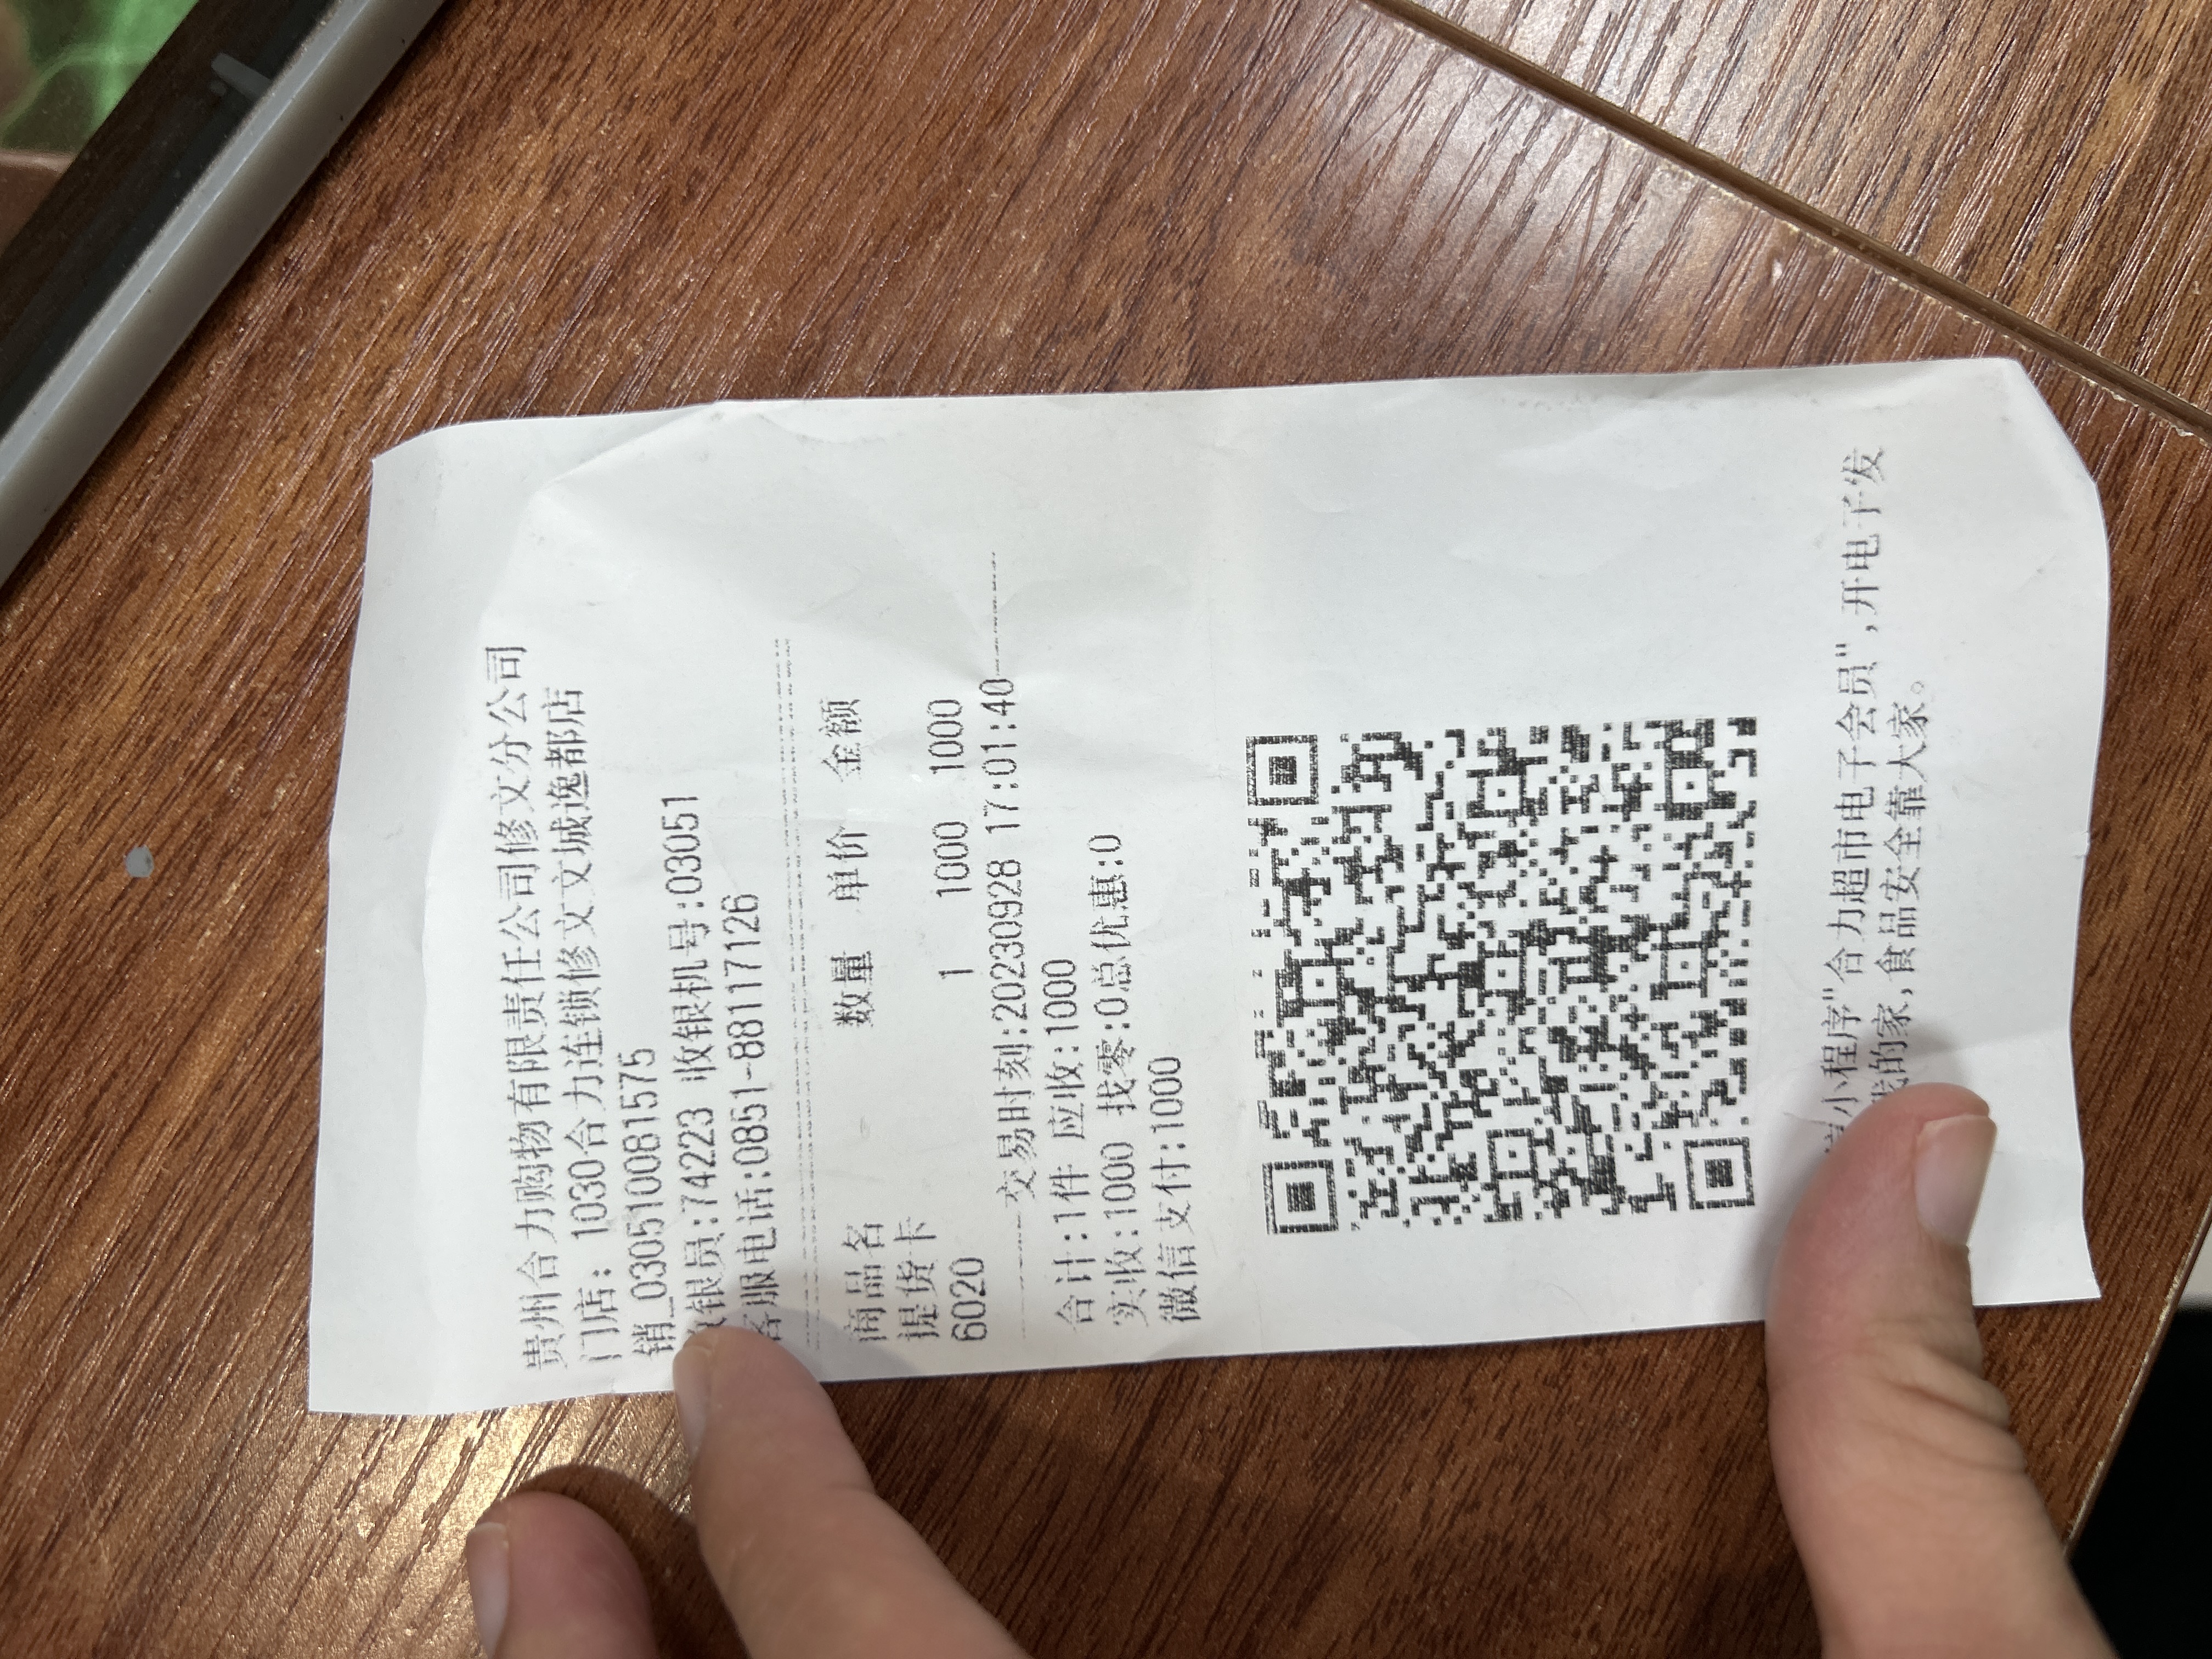 贵州合力购物有限责任公司修文分公司
门店: 1030合力连锁修文文城逸都店
销_030510081575
银员:74223 收银机号:03051
客服电话:0851-88117126
商品名 数量 单价 金额
提货卡
6020 1 1000 1000
交易时刻:20230928 17:01:40
合计:1件 应收:1000
实收:1000 找零:0总优惠:0
微信支付:1000
小程序"合力超市电子会员",开电子发
我的家,食品安全靠大家。